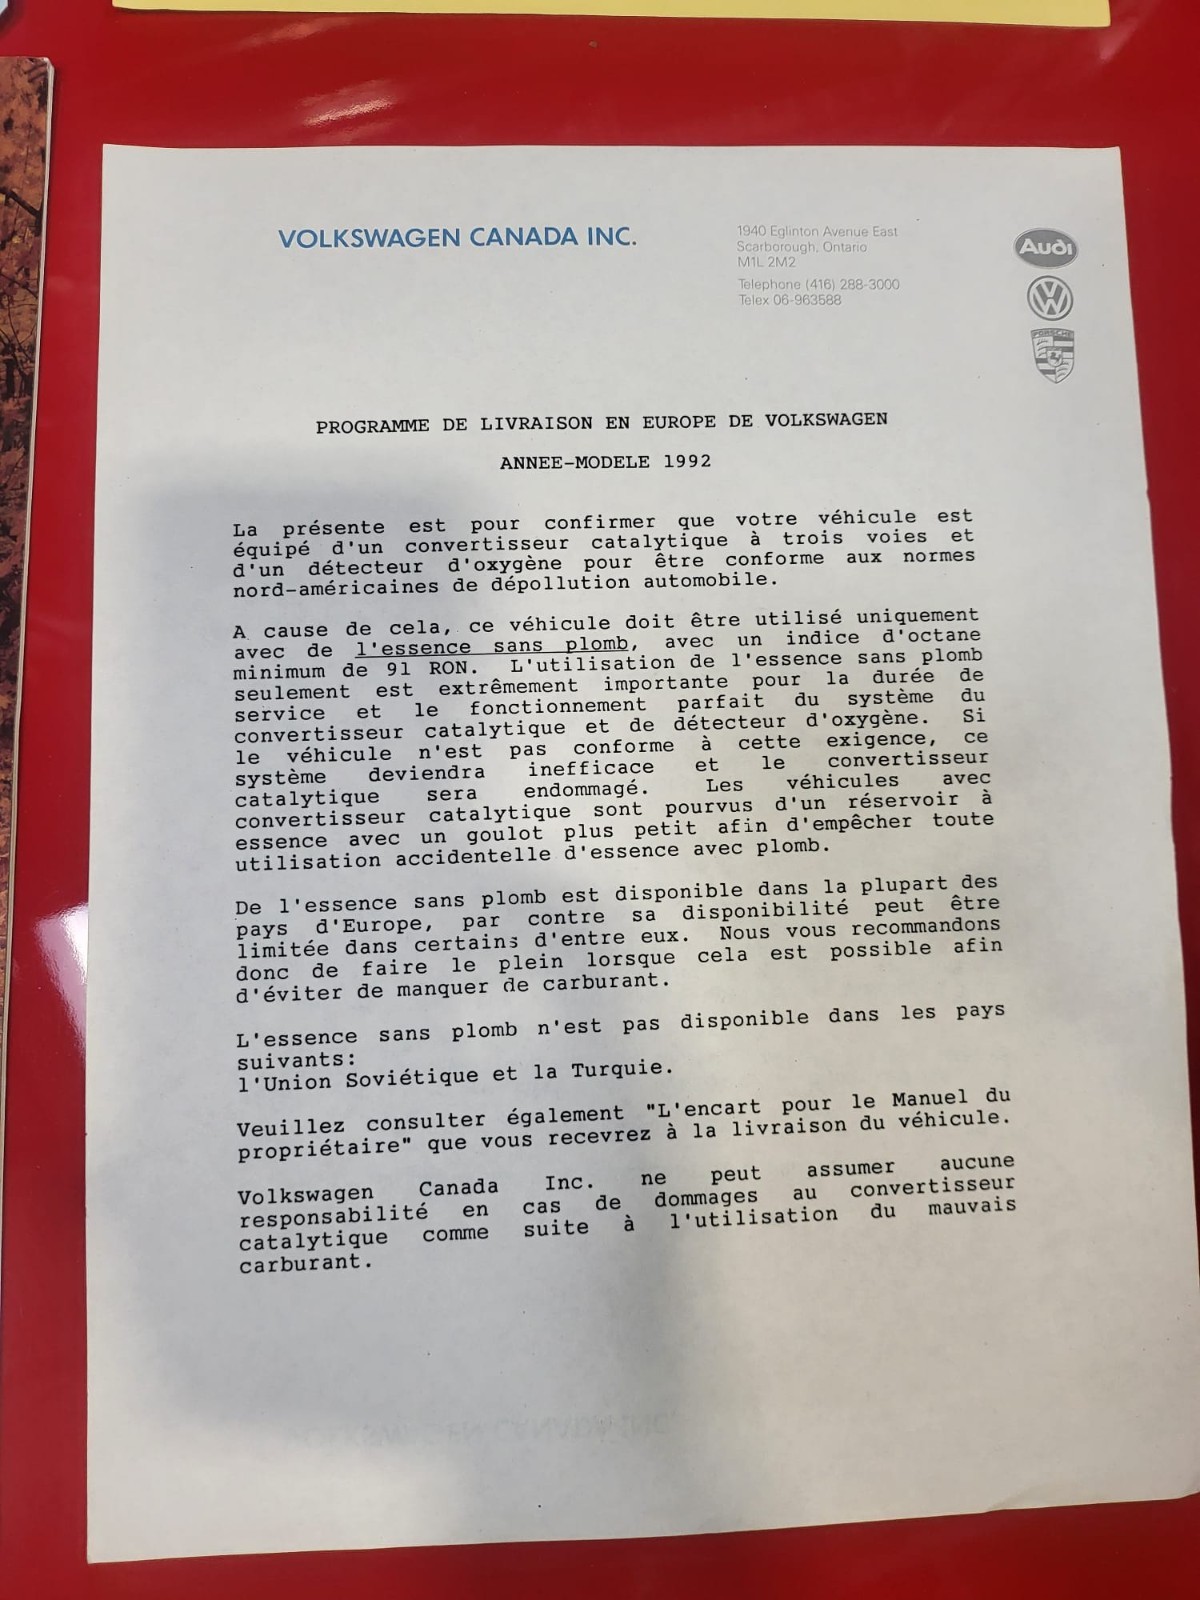 VOLKSWAGEN CANADA INC.
1940 Eglinton Avenue East
Scarborough, Ontario
M1L 2M2
Telephone (416) 288-3000
Telex 06-963588
Audi
VW
PORSCHE
PROGRAMME DE LIVRAISON EN EUROPE DE VOLKSWAGEN
ANNEE-MODELE 1992
La présente est pour confirmer que votre véhicule est
équipé d'un convertisseur catalytique à trois voies et
d'un détecteur d'oxygène pour être conforme aux normes
nord-américaines de dépollution automobile.
A cause de cela, ce véhicule doit être utilisé uniquement
avec de l'essence sans plomb, avec un indice d'octane
minimum de 91 RON. L'utilisation de l'essence sans plomb
seulement est extrêmement importante pour la durée de
service et le fonctionnement parfait du système du
convertisseur catalytique et de détecteur d'oxygène. Si
le véhicule n'est pas conforme à cette exigence, ce
système deviendra inefficace et le convertisseur
catalytique sera endommagé. Les véhicules avec
convertisseur catalytique sont pourvus d'un réservoir à
essence avec un goulot plus petit afin d'empêcher toute
utilisation accidentelle d'essence avec plomb.
De l'essence sans plomb est disponible dans la plupart des
pays d'Europe, par contre sa disponibilité peut être
limitée dans certains d'entre eux. Nous vous recommandons
donc de faire le plein lorsque cela est possible afin
d'éviter de manquer de carburant.
L'essence sans plomb n'est pas disponible dans les pays
suivants:
l'Union Soviétique et la Turquie.
Veuillez consulter également "L'encart pour le Manuel du
propriétaire" que vous recevrez à la livraison du véhicule.
Volkswagen Canada Inc. ne peut assumer aucune
responsabilité en cas de dommages au convertisseur
catalytique comme suite à l'utilisation du mauvais
carburant.
VOLKSWAGEN CANADA INC.